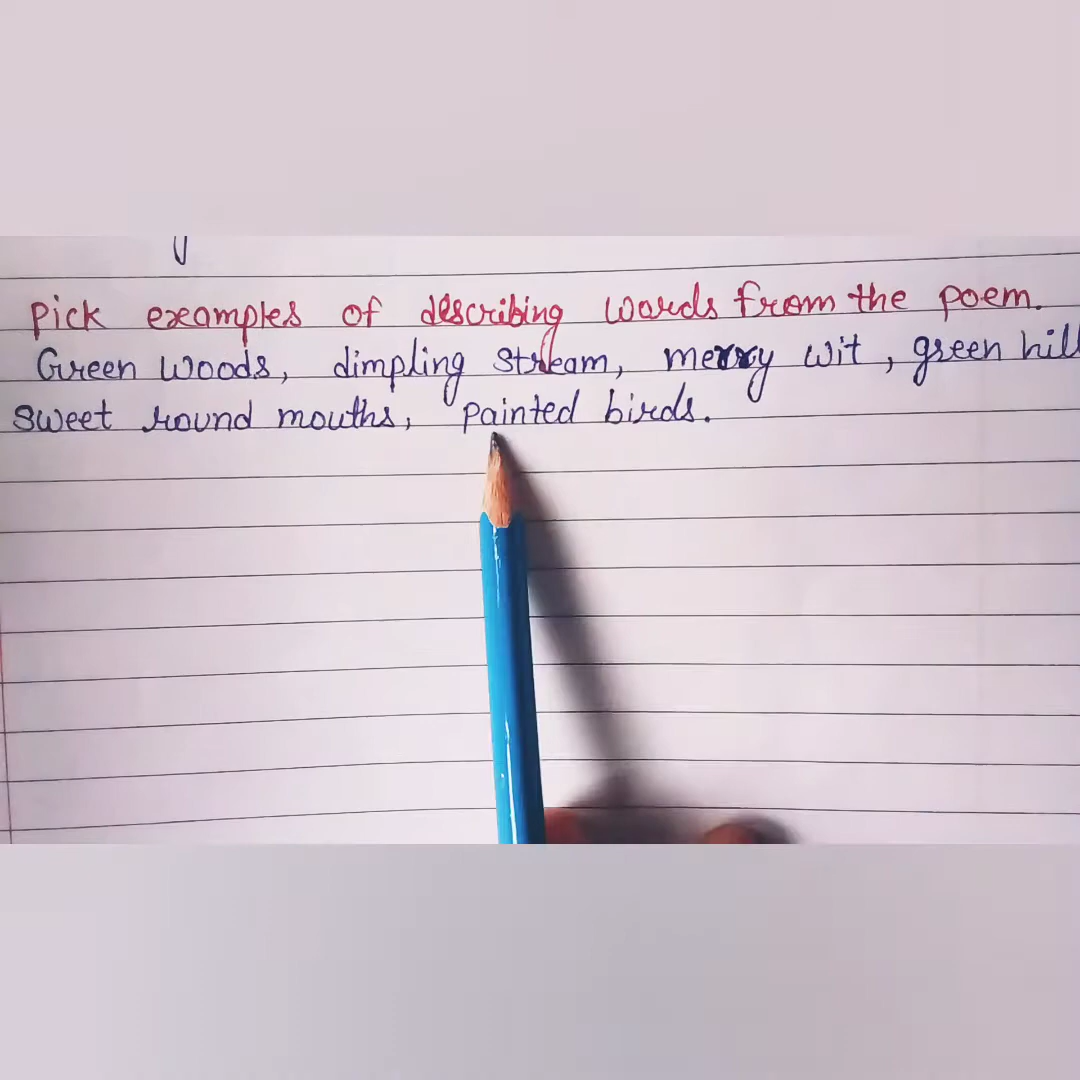 Pick examples of describing words from the poem.
Green woods, dimpling stream, merry wit, green hill
sweet round mouths, painted birds.